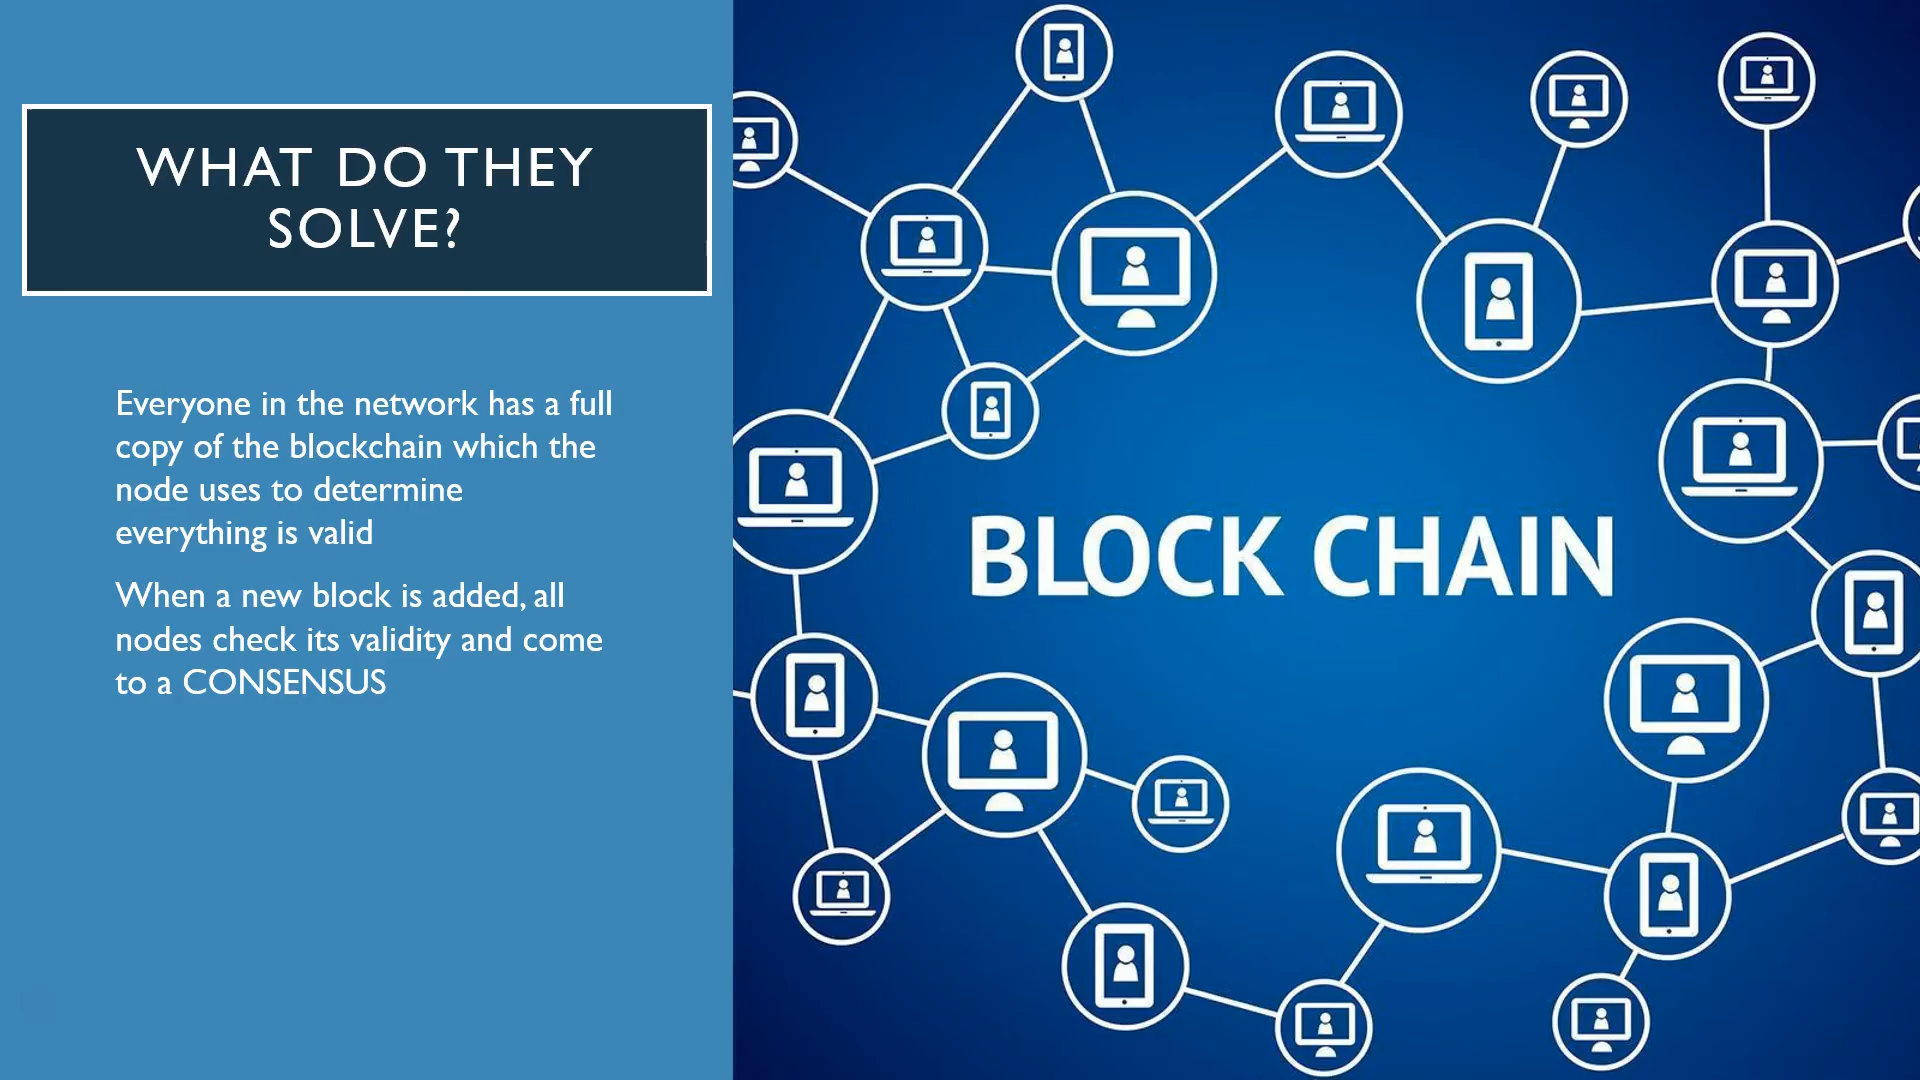 WHAT DO THEY
SOLVE?
Everyone in the network has a full
copy of the blockchain which the
node uses to determine
everything is valid
When a new block is added, all
nodes check its validity and come
to a CONSENSUS
BLOCK CHAIN